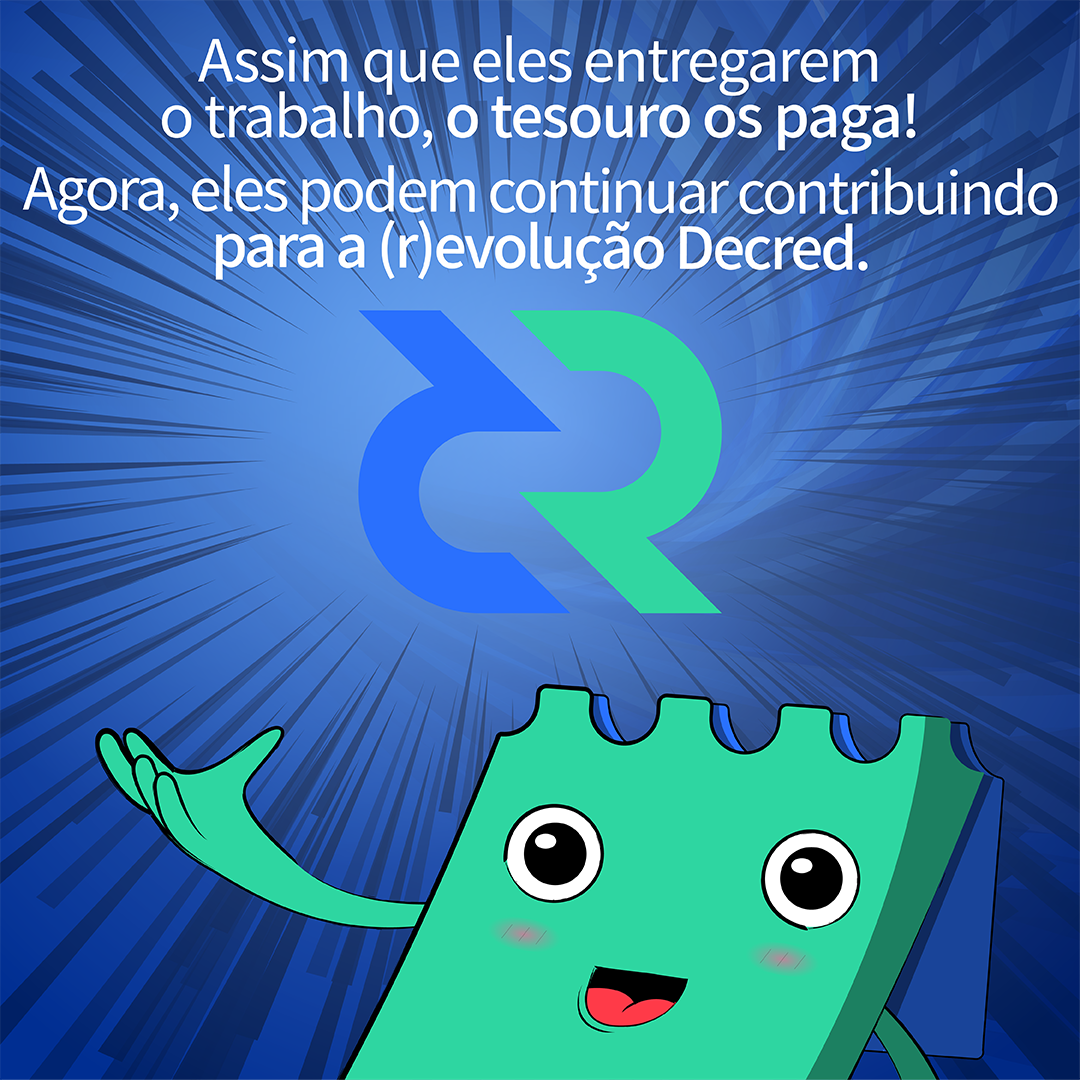 Assim que eles entregarem
o trabalho, o tesouro os paga!
Agora, eles podem continuar contribuindo
para a (r)evolução Decred.